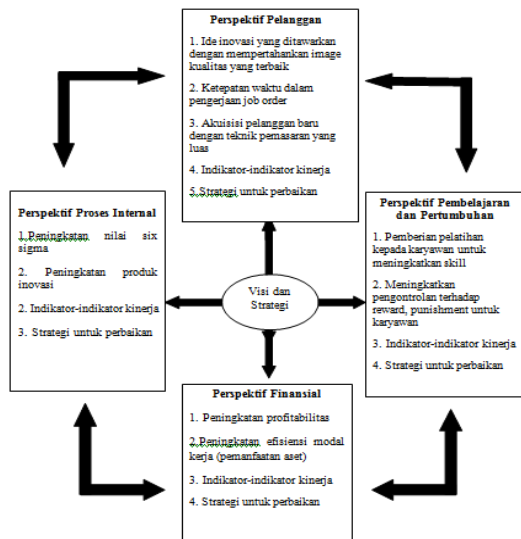 Perspektif Pelanggan
1. Ide inovasi yang ditawarkan
dengan mempertahankan image
kualitas yang terbaik
2. Ketepatan waktu dalam
pengerjaan job order
3. Akuisisi pelanggan baru
dengan teknik pemasaran yang
luas
4. Indikator-indikator kinerja
5.Strategi untuk perbaikan
Perspektif Proses Internal
1.Peningkatan nilai six
sigma
2. Peningkatan produk
inovasi
2. Indikator-indikator kinerja
3. Strategi untuk perbaikan
Visi dan
Strategi
Perspektif Pembelajaran
dan Pertumbuhan
1. Pemberian pelatihan
kepada karyawan untuk
meningkatkan skill
2. Meningkatkan
pengontrolan terhadap
reward, punishment untuk
karyawan
3. Indikator-indikator kinerja
4. Strategi untuk perbaikan
Perspektif Finansial
1. Peningkatan profitabilitas
2.Peningkatan efisiensi modal
kerja (pemanfaatan aset)
3. Indikator-indikator kinerja
4. Strategi untuk perbaikan